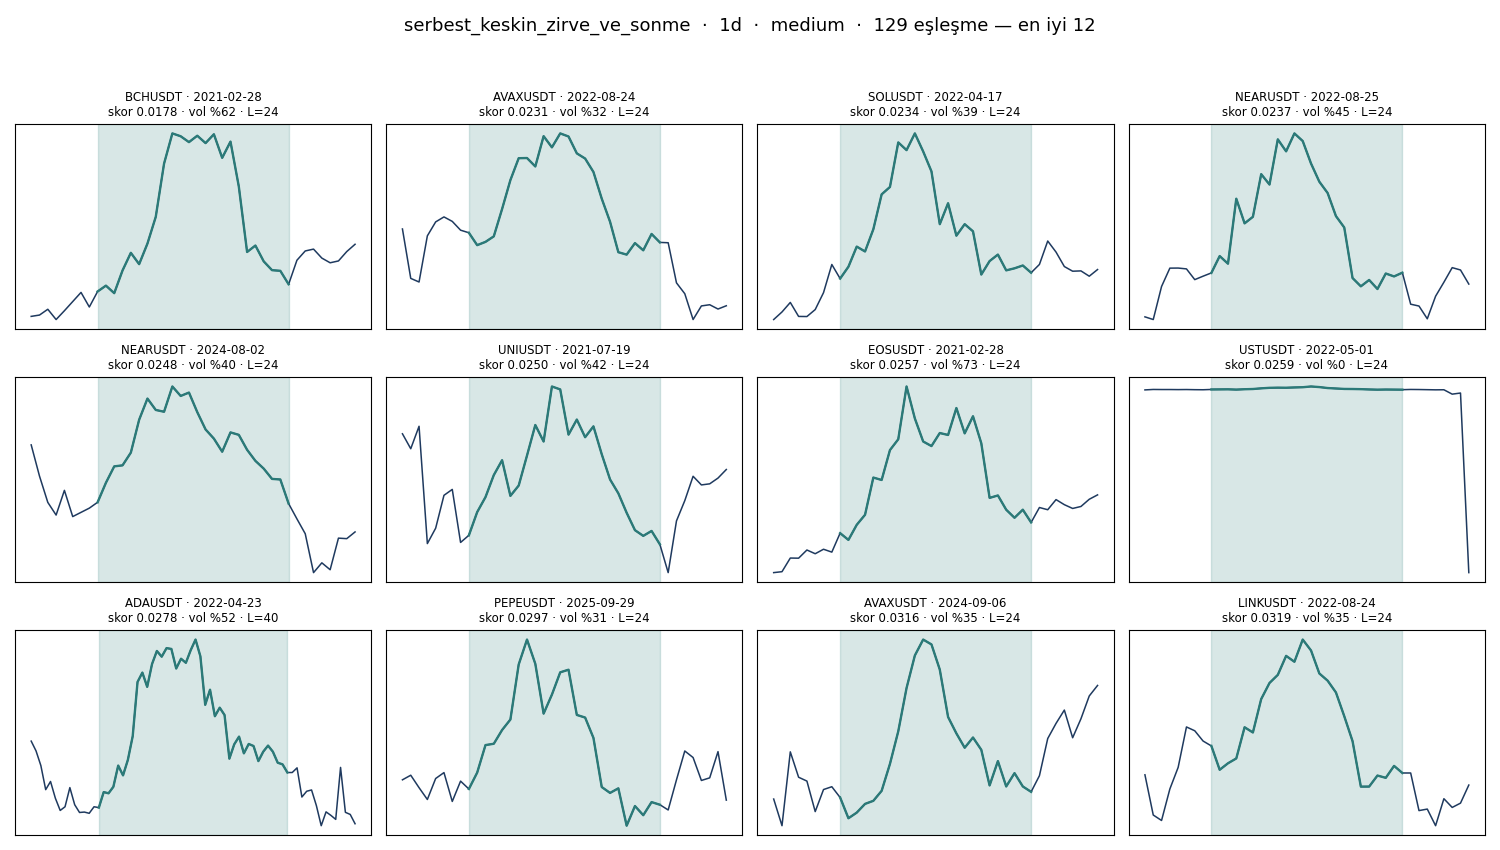 serbest_keskin_zirve_ve_sonme · 1d · medium · 129 eşleşme — en iyi 12
BCHUSDT · 2021-02-28
skor 0.0178 · vol %62 · L=24
AVAXUSDT · 2022-08-24
skor 0.0231 · vol %32 · L=24
SOLUSDT · 2022-04-17
skor 0.0234 · vol %39 · L=24
NEARUSDT · 2022-08-25
skor 0.0237 · vol %45 · L=24
NEARUSDT · 2024-08-02
skor 0.0248 · vol %40 · L=24
UNIUSDT · 2021-07-19
skor 0.0250 · vol %42 · L=24
EOSUSDT · 2021-02-28
skor 0.0257 · vol %73 · L=24
USTUSDT · 2022-05-01
skor 0.0259 · vol %0 · L=24
ADAUSDT · 2022-04-23
skor 0.0278 · vol %52 · L=40
PEPEUSDT · 2025-09-29
skor 0.0297 · vol %31 · L=24
AVAXUSDT · 2024-09-06
skor 0.0316 · vol %35 · L=24
LINKUSDT · 2022-08-24
skor 0.0319 · vol %35 · L=24